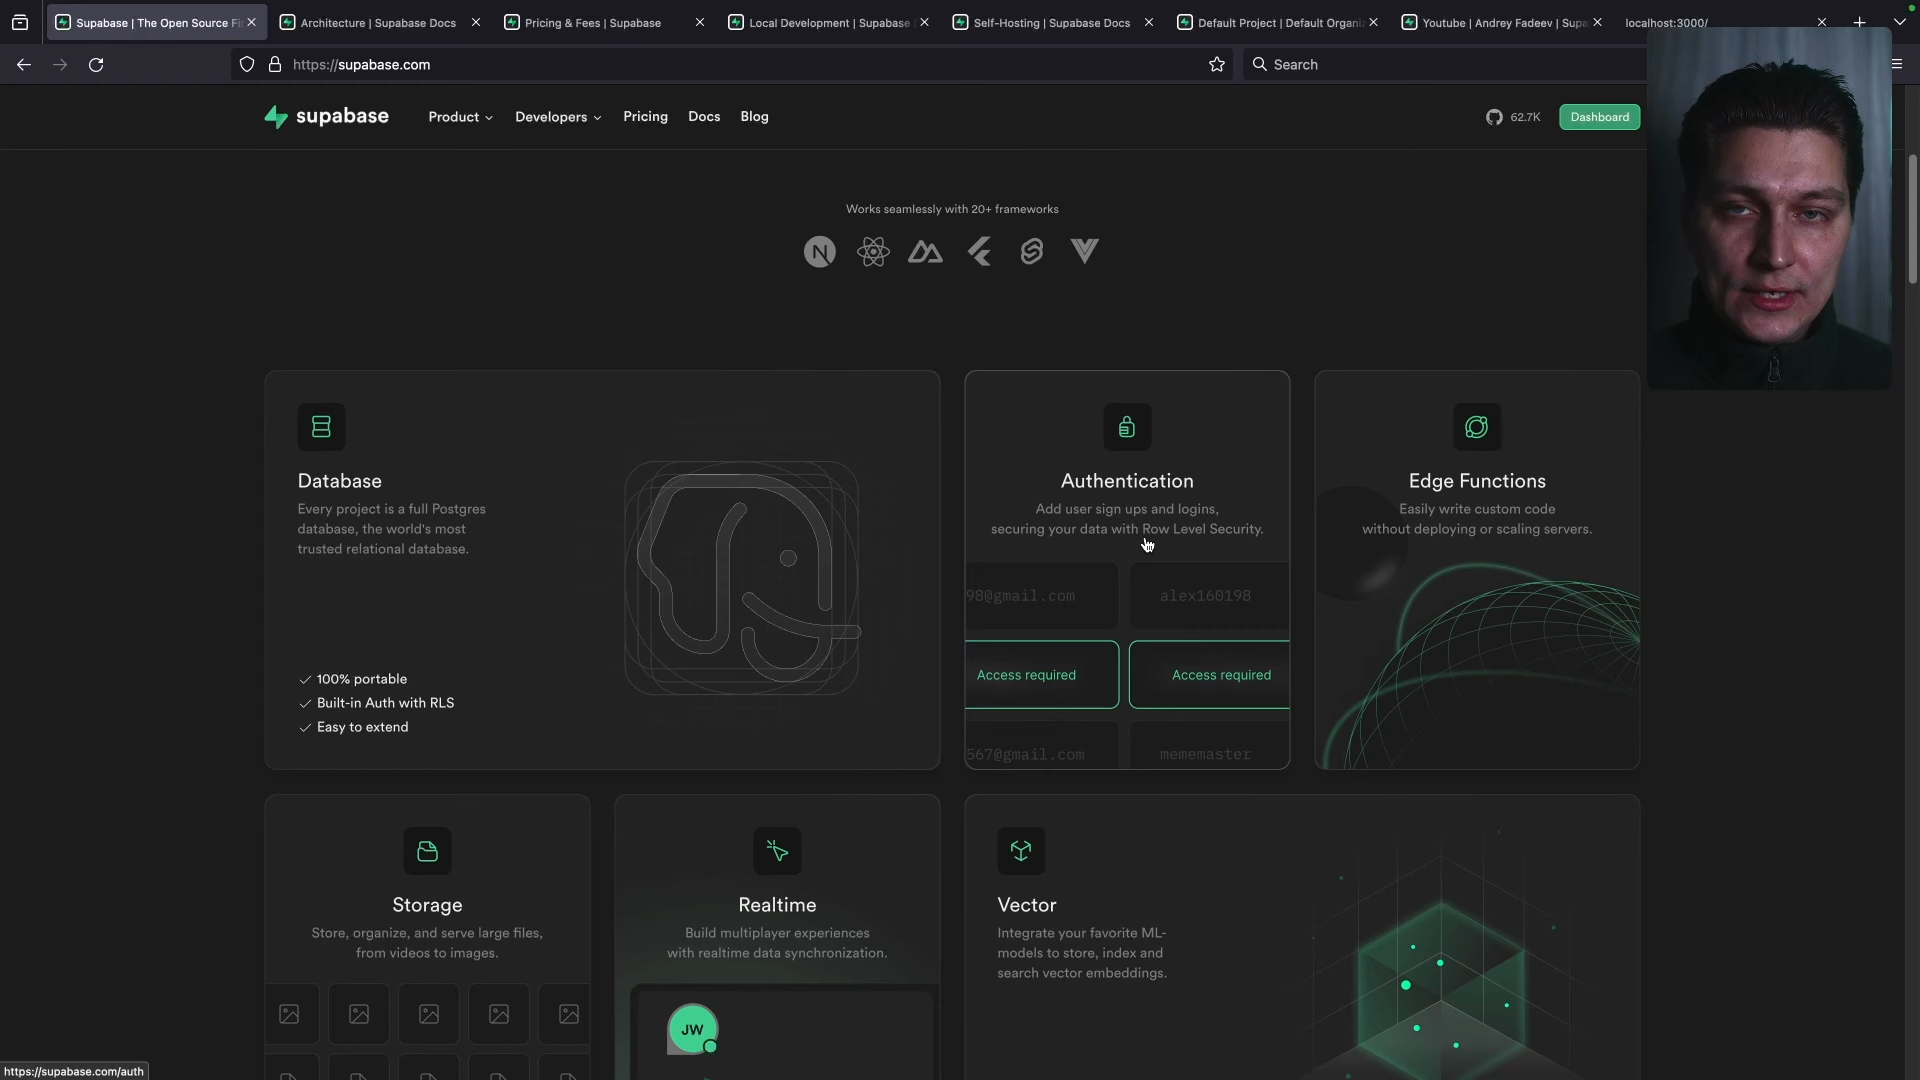 Supabase | The Open Source Fi
Architecture | Supabase Docs
Pricing & Fees | Supabase
Local Development | Supabase
Self-Hosting | Supabase Docs
Default Project | Default Organi
Youtube | Andrey Fadeev | Supa
localhost:3000/
https://supabase.com
Search
supabase
Product
Developers
Pricing
Docs
Blog
62.7K
Dashboard
Works seamlessly with 20+ frameworks
N
Database
Every project is a full Postgres
database, the world's most
trusted relational database.
100% portable
Built-in Auth with RLS
Easy to extend
Authentication
Add user sign ups and logins,
securing your data with Row Level Security.
98@gmail.com
alex160198
Access required
Access required
567@gmail.com
mememaster
Edge Functions
Easily write custom code
without deploying or scaling servers.
Storage
Store, organize, and serve large files,
from videos to images.
Realtime
Build multiplayer experiences
with realtime data synchronization.
JW
Vector
Integrate your favorite ML-
models to store, index and
search vector embeddings.
https://supabase.com/auth